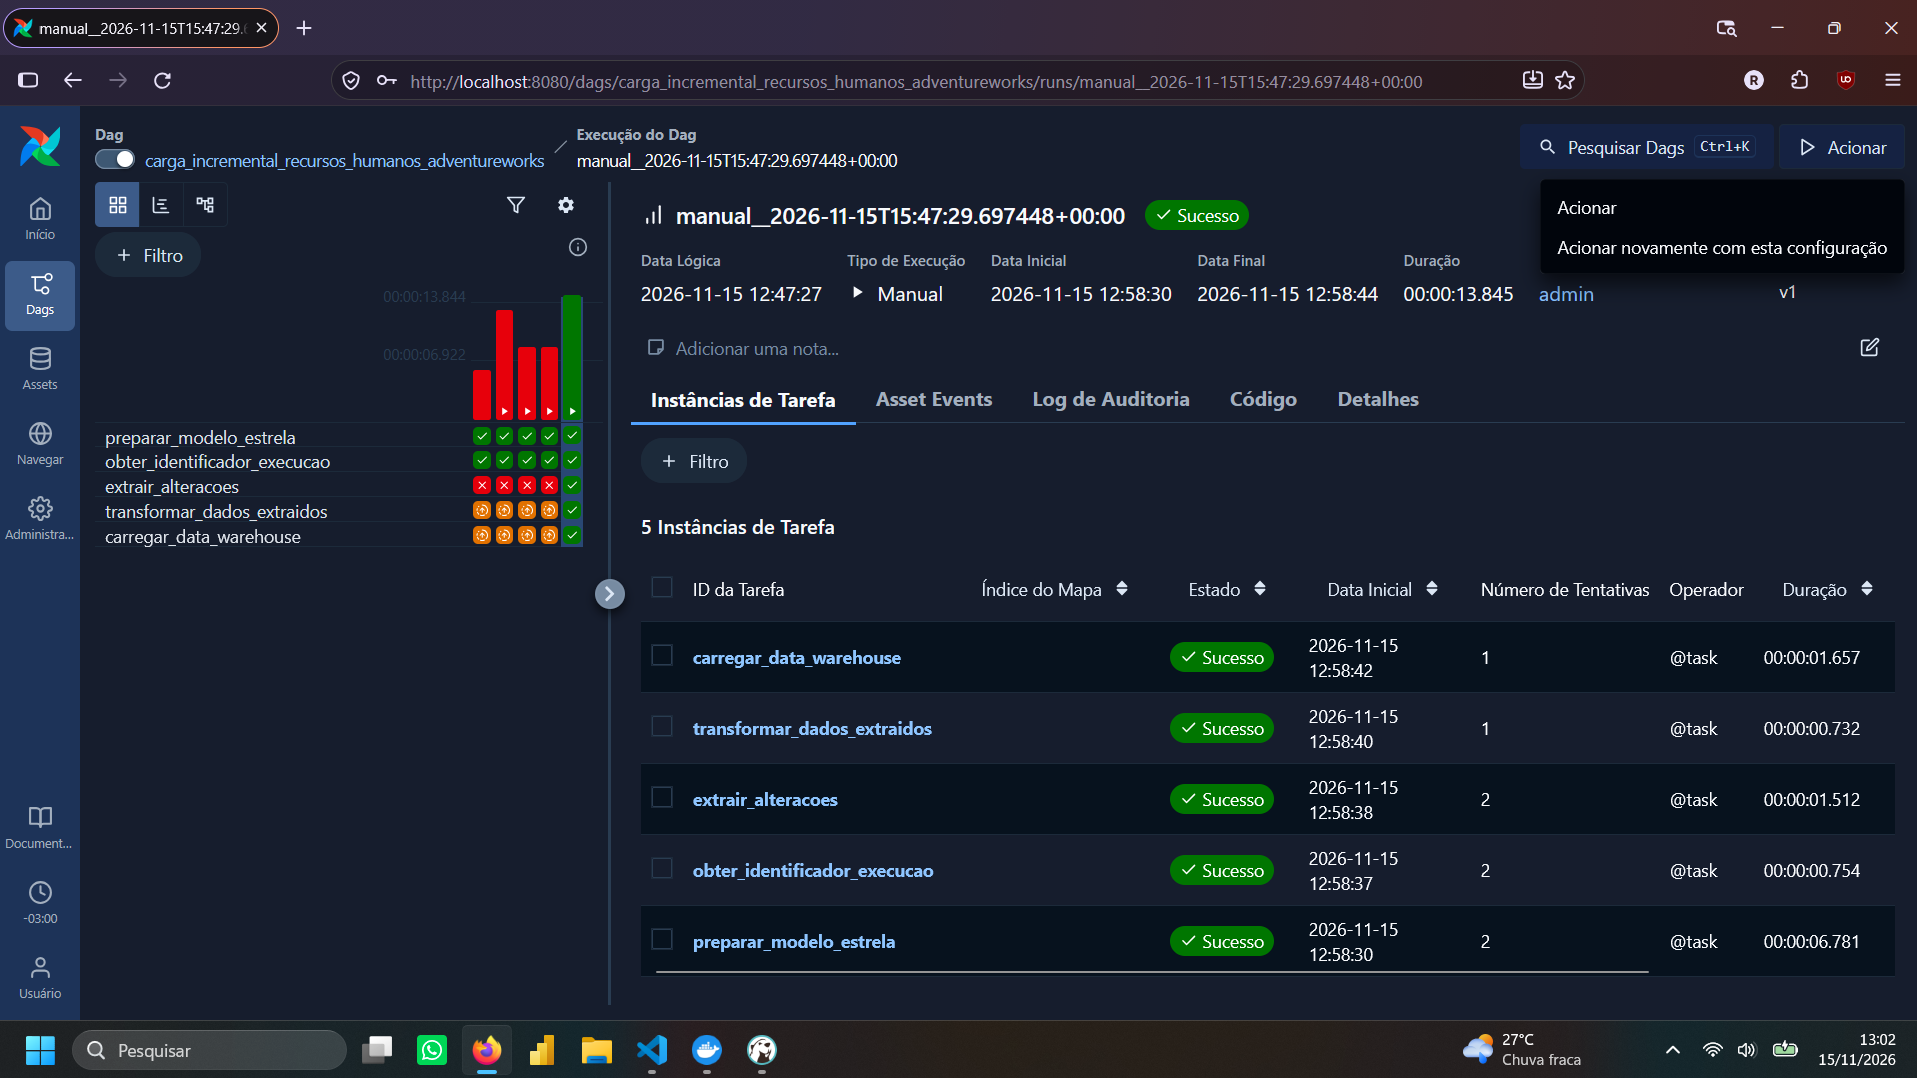 manual__2026-11-15T15:47:29.6
http://localhost:8080/dags/carga_incremental_recursos_humanos_adventureworks/runs/manual__2026-11-15T15:47:29.697448+00:00
Dag
carga_incremental_recursos_humanos_adventureworks
Execução do Dag
manual__2026-11-15T15:47:29.697448+00:00
Pesquisar Dags Ctrl+K
Acionar
Acionar
Acionar novamente com esta configuração
Início
Dags
Assets
Navegar
Administra...
Document...
-03:00
Usuário
Filtro
00:00:13.844
00:00:06.922
preparar_modelo_estrela
obter_identificador_execucao
extrair_alteracoes
transformar_dados_extraidos
carregar_data_warehouse
manual__2026-11-15T15:47:29.697448+00:00 Sucesso
Data Lógica Tipo de Execução Data Inicial Data Final Duração
2026-11-15 12:47:27 Manual 2026-11-15 12:58:30 2026-11-15 12:58:44 00:00:13.845 admin v1
Adicionar uma nota...
Instâncias de Tarefa Asset Events Log de Auditoria Código Detalhes
Filtro
5 Instâncias de Tarefa
ID da Tarefa Índice do Mapa Estado Data Inicial Número de Tentativas Operador Duração
carregar_data_warehouse Sucesso 2026-11-15 12:58:42 1 @task 00:00:01.657
transformar_dados_extraidos Sucesso 2026-11-15 12:58:40 1 @task 00:00:00.732
extrair_alteracoes Sucesso 2026-11-15 12:58:38 2 @task 00:00:01.512
obter_identificador_execucao Sucesso 2026-11-15 12:58:37 2 @task 00:00:00.754
preparar_modelo_estrela Sucesso 2026-11-15 12:58:30 2 @task 00:00:06.781
Pesquisar
27°C
Chuva fraca
13:02
15/11/2026